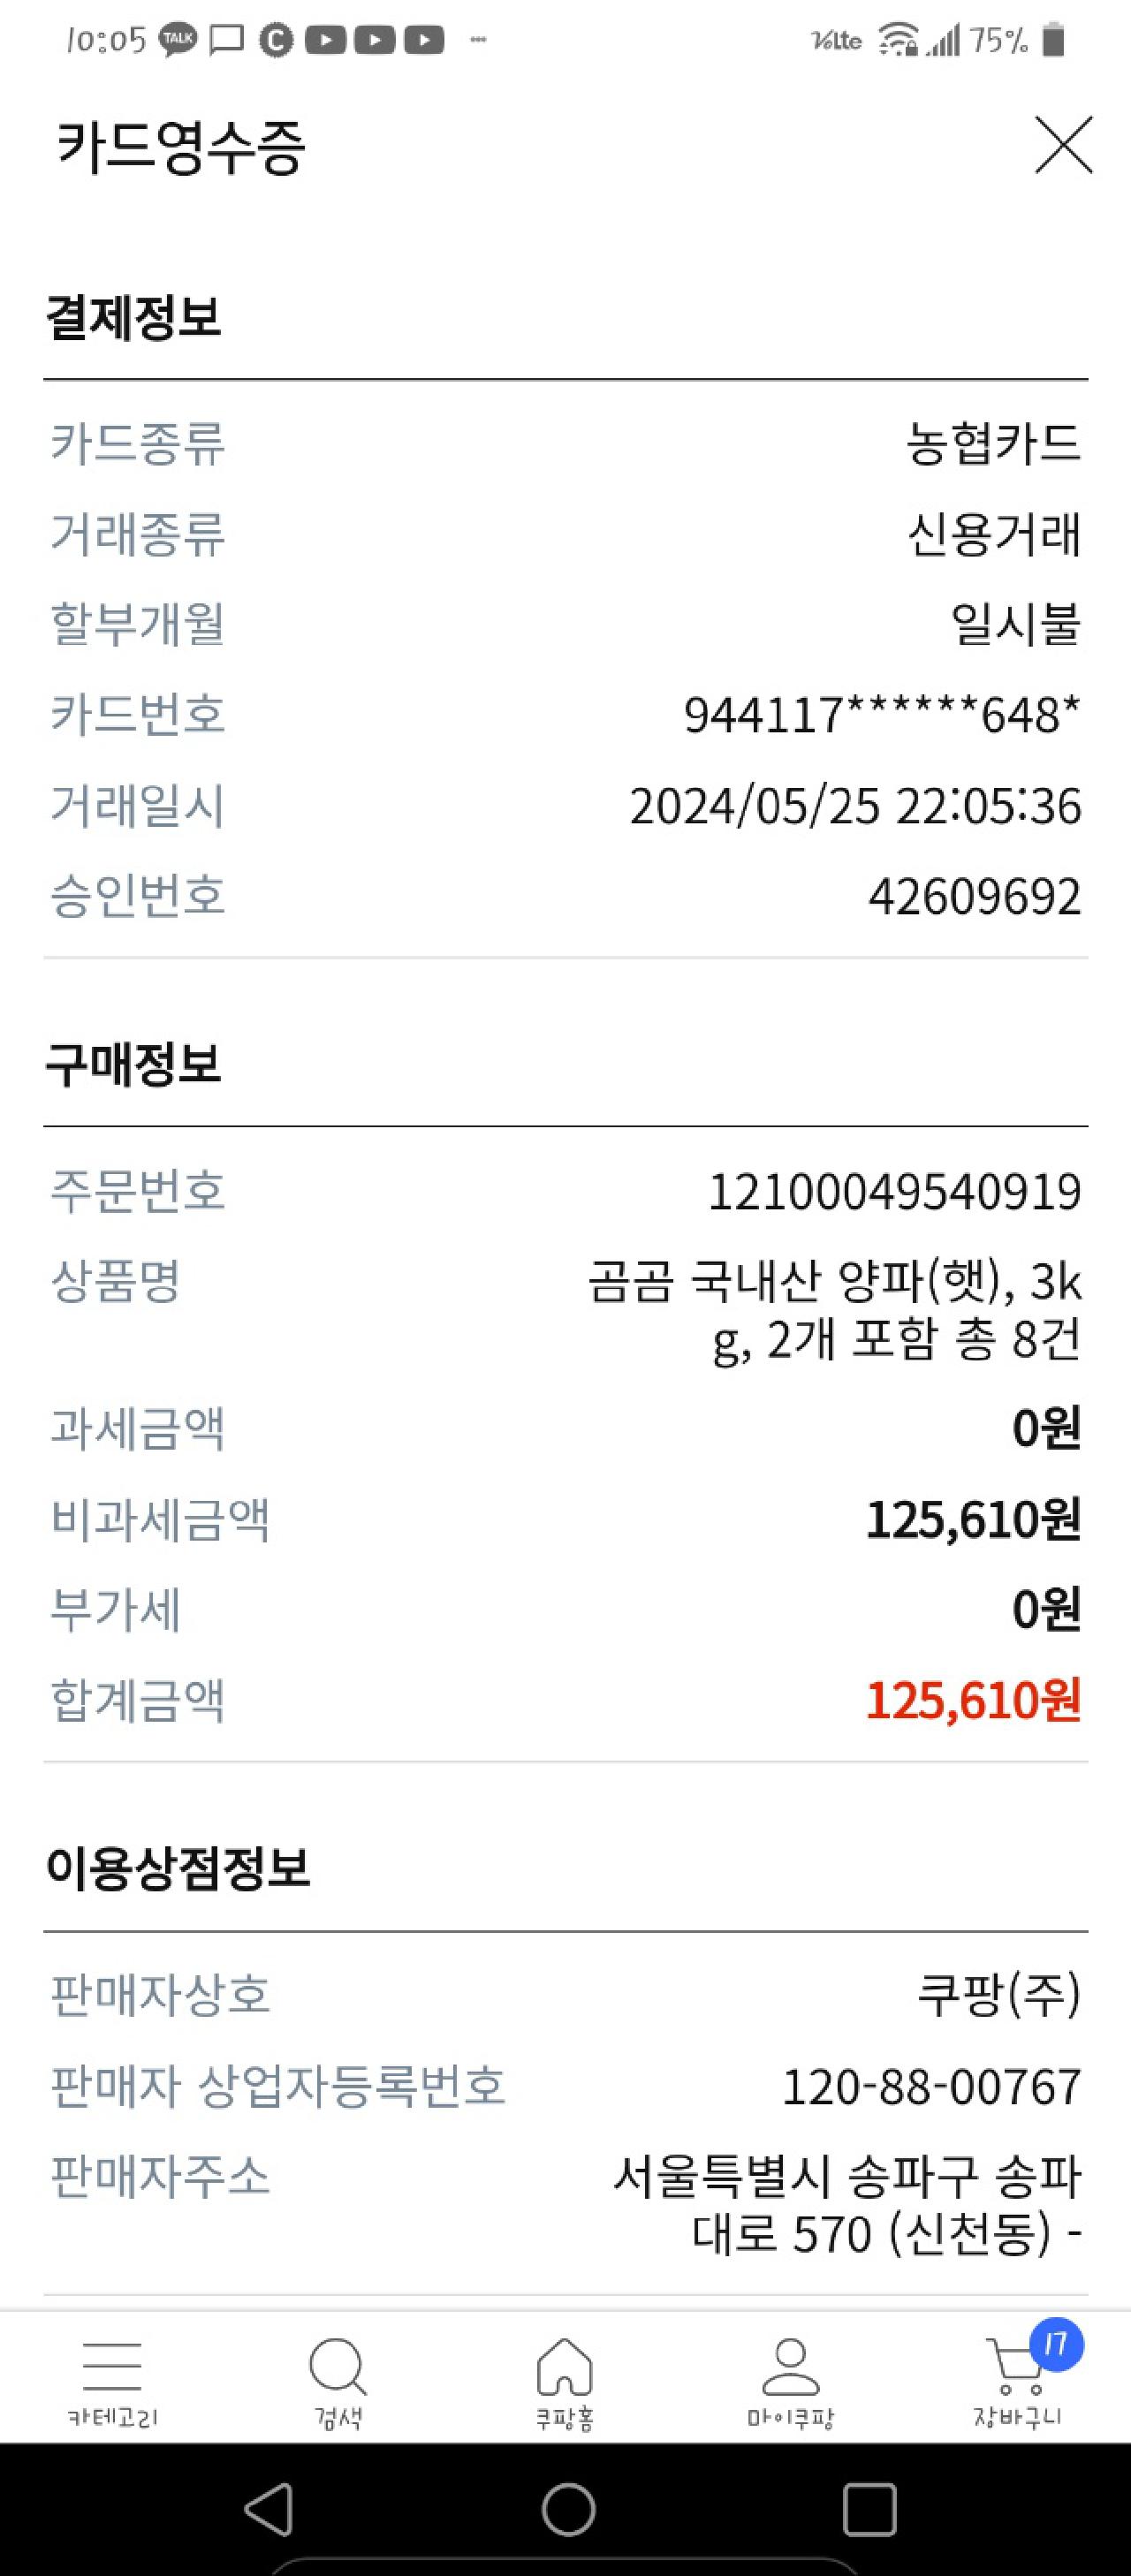 10:05 TALK C ··· VoLte 75%
카드영수증
결제정보
카드종류 농협카드
거래종류 신용거래
할부개월 일시불
카드번호 944117******648*
거래일시 2024/05/25 22:05:36
승인번호 42609692
구매정보
주문번호 12100049540919
상품명 곰곰 국내산 양파(햇), 3k
g, 2개 포함 총 8건
과세금액 0원
비과세금액 125,610원
부가세 0원
합계금액 125,610원
이용상점정보
판매자상호 쿠팡(주)
판매자 상업자등록번호 120-88-00767
판매자주소 서울특별시 송파구 송파
대로 570 (신천동) -
17
카테고리 검색 쿠팡홈 마이쿠팡 장바구니